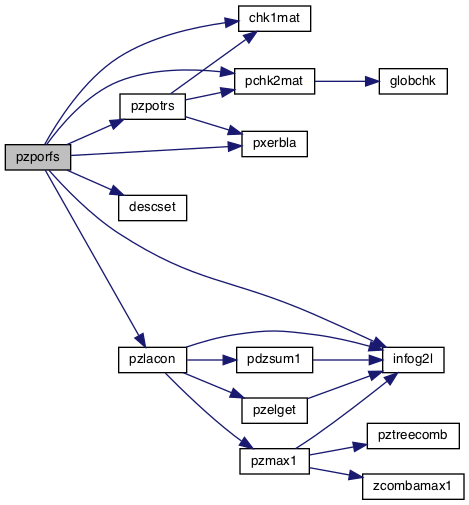 chk1mat
pchk2mat
globchk
pzpotrs
pxerbla
pzporfs
descset
pzlacon
pdzsum1
infog2l
pzelget
pztreecomb
pzmax1
zcombamax1